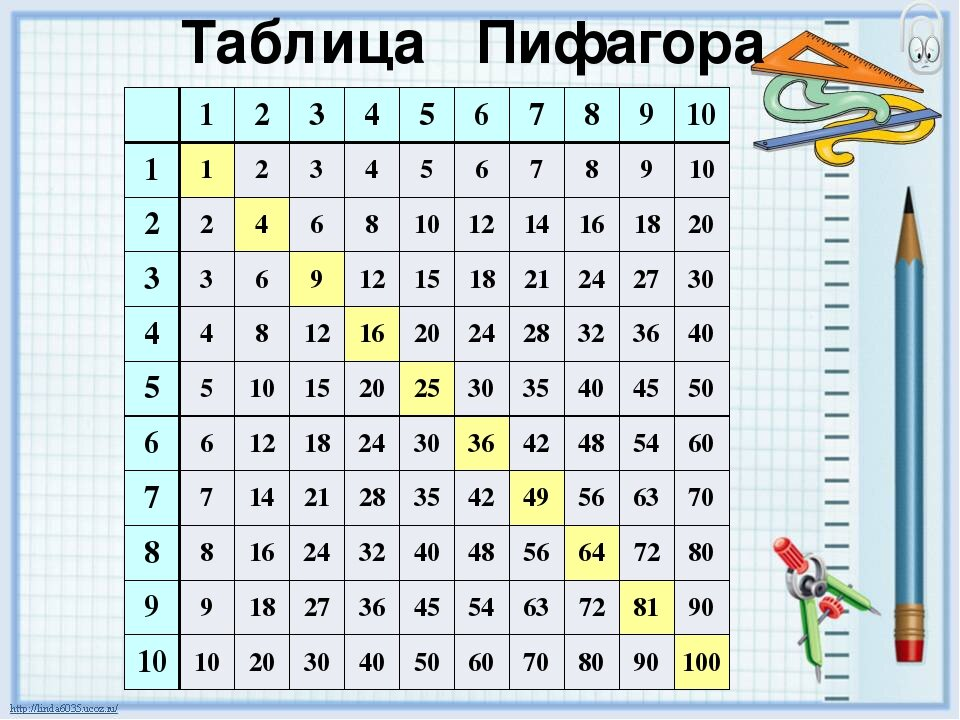 Таблица Пифагора
1 2 3 4 5 6 7 8 9 10
1 1 2 3 4 5 6 7 8 9 10
2 2 4 6 8 10 12 14 16 18 20
3 3 6 9 12 15 18 21 24 27 30
4 4 8 12 16 20 24 28 32 36 40
5 5 10 15 20 25 30 35 40 45 50
6 6 12 18 24 30 36 42 48 54 60
7 7 14 21 28 35 42 49 56 63 70
8 8 16 24 32 40 48 56 64 72 80
9 9 18 27 36 45 54 63 72 81 90
10 10 20 30 40 50 60 70 80 90 100
http://linda6035.ucoz.ru/